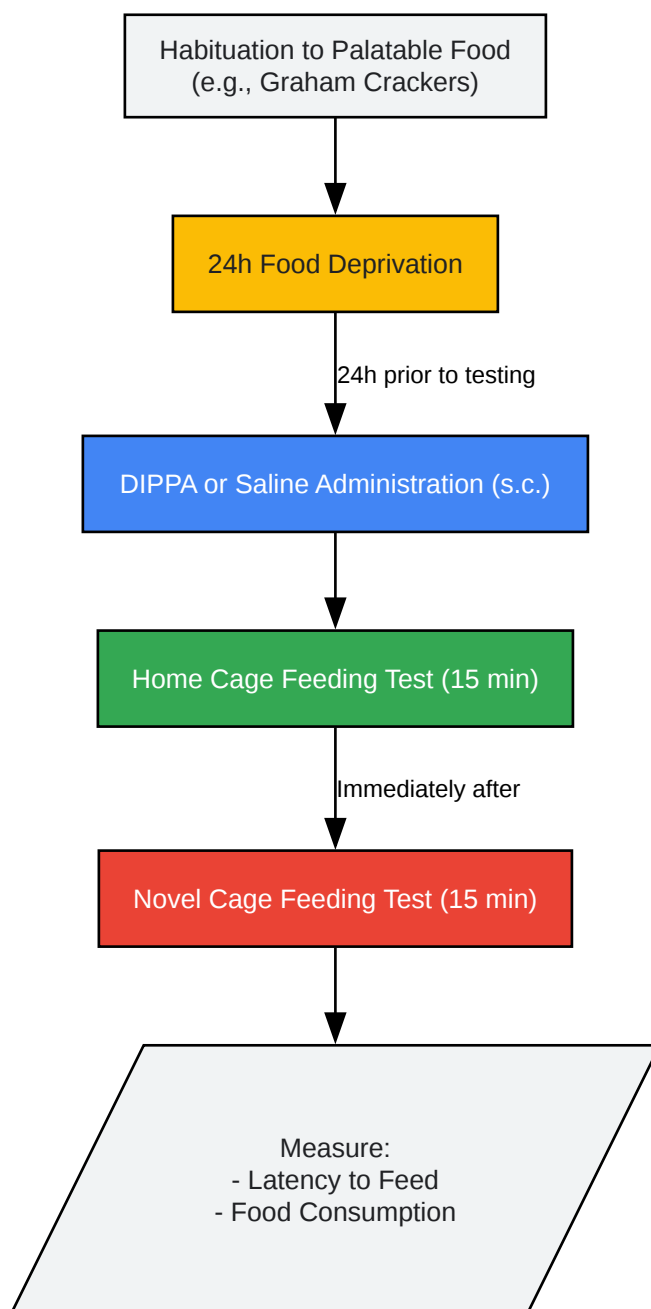 Habituation to Palatable Food
(e.g., Graham Crackers)
24h Food Deprivation
24h prior to testing
DIPPA or Saline Administration (s.c.)
Home Cage Feeding Test (15 min)
Immediately after
Novel Cage Feeding Test (15 min)
Measure:
- Latency to Feed
- Food Consumption